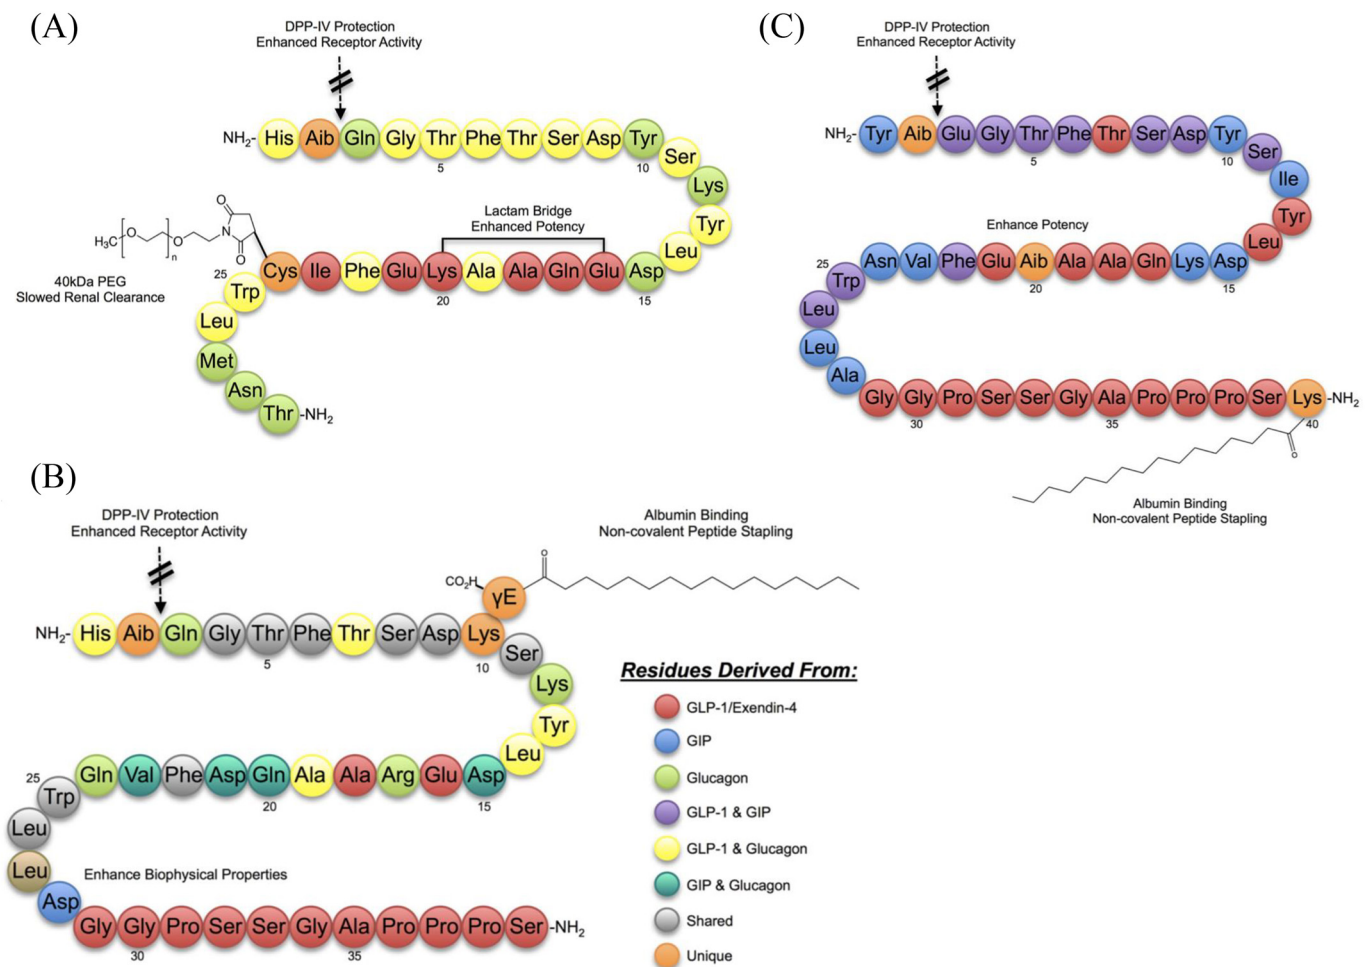 (A)
DPP-IV Protection
Enhanced Receptor Activity
NH2- His Aib Gln Gly Thr Phe Thr Ser Asp Tyr
5
10
Ser
Lys
Tyr
Leu
Lactam Bridge
Enhanced Potency
Cys Ile Phe Glu Lys Ala Ala Gln Glu Asp
20
15
H3C O O n N O O
40kDa PEG
Slowed Renal Clearance
25
Trp
Leu
Met
Asn
Thr -NH2
(C)
DPP-IV Protection
Enhanced Receptor Activity
NH2- Tyr Aib Glu Gly Thr Phe Thr Ser Asp Tyr
5
10
Ser
Ile
Tyr
Leu
Enhance Potency
Asn Val Phe Glu Aib Ala Ala Gln Lys Asp
20
15
25
Trp
Leu
Leu
Ala
Gly Gly Pro Ser Ser Gly Ala Pro Pro Pro Ser Lys -NH2
30
35
40
O
Albumin Binding
Non-covalent Peptide Stapling
(B)
DPP-IV Protection
Enhanced Receptor Activity
Albumin Binding
Non-covalent Peptide Stapling
CO2H γE O
NH2- His Aib Gln Gly Thr Phe Thr Ser Asp Lys
5
10
Ser
Lys
Tyr
Leu
Gln Val Phe Asp Gln Ala Ala Arg Glu Asp
20
15
25
Trp
Leu
Leu
Asp
Enhance Biophysical Properties
Gly Gly Pro Ser Ser Gly Ala Pro Pro Pro Ser -NH2
30
35
Residues Derived From:
GLP-1/Exendin-4
GIP
Glucagon
GLP-1 & GIP
GLP-1 & Glucagon
GIP & Glucagon
Shared
Unique